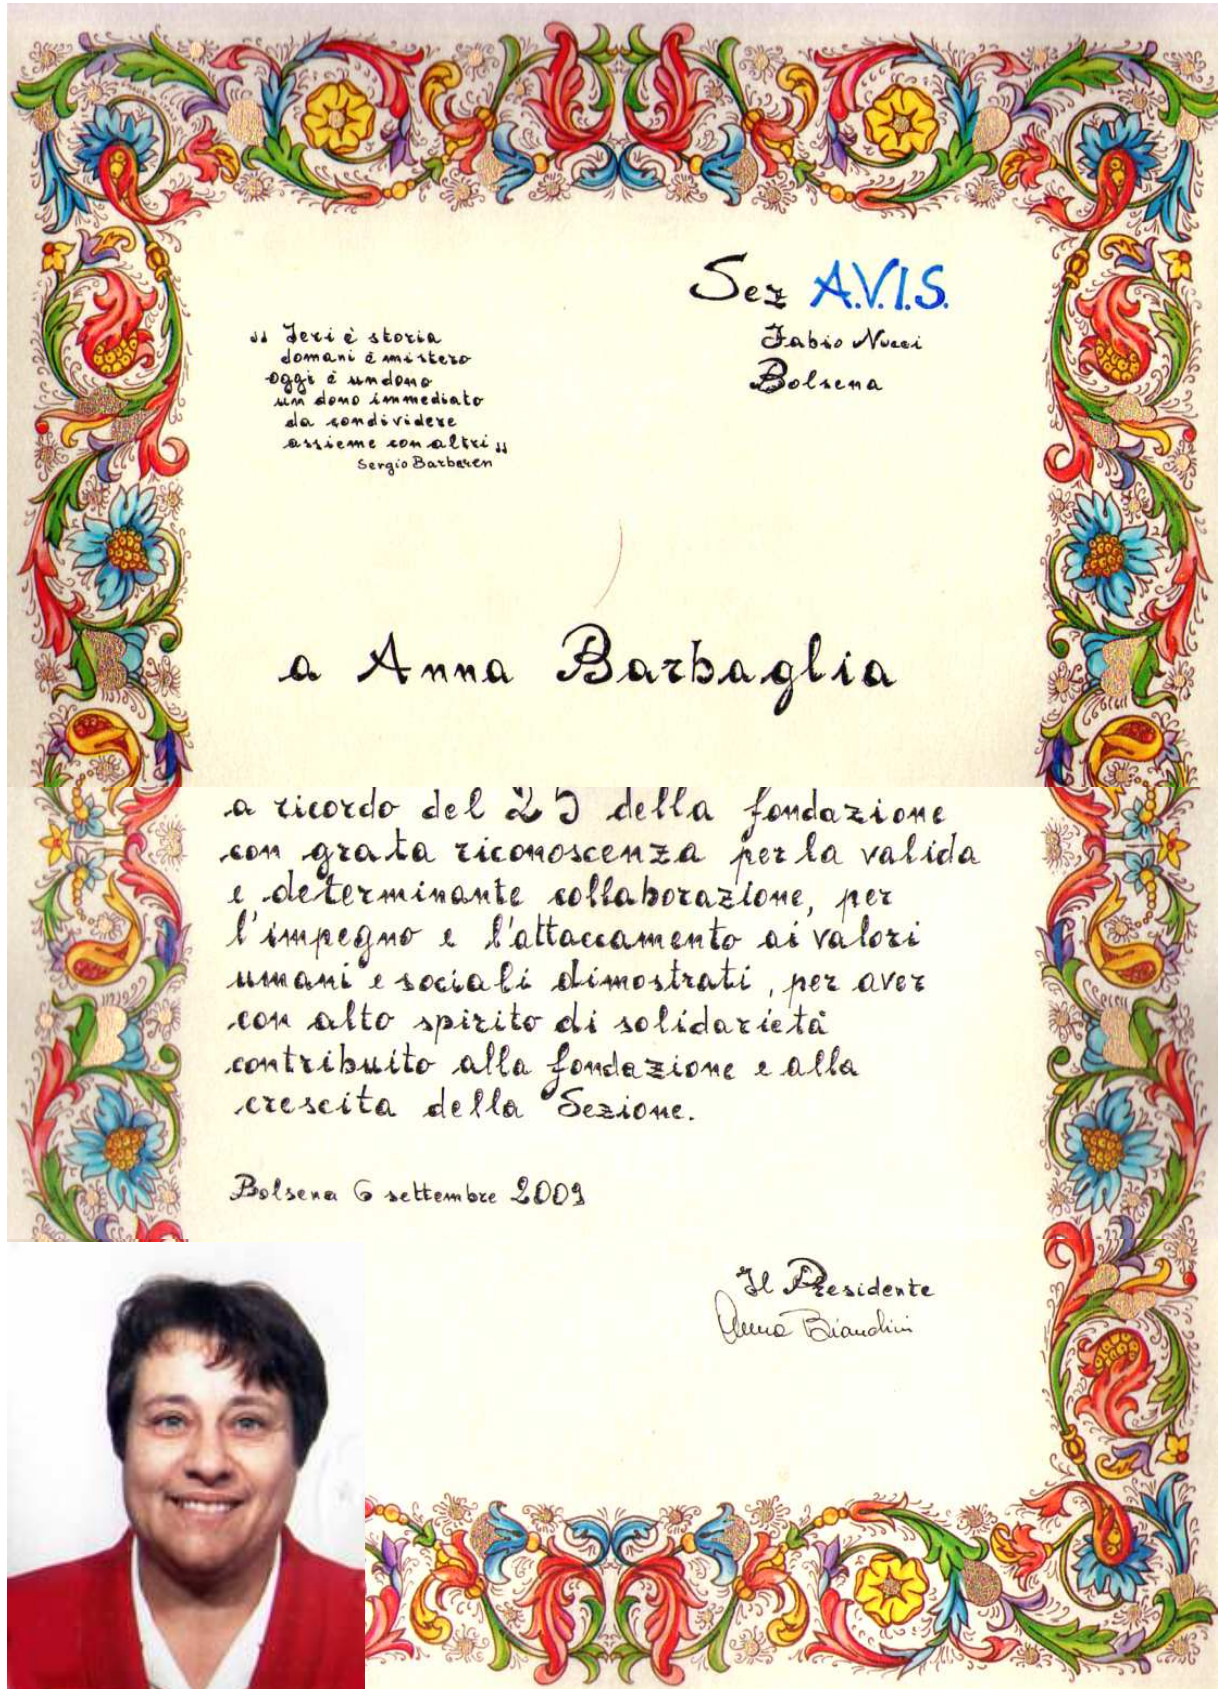 Sez A.V.I.S.
Fabio Nucci
Bolsena
„ Ieri è storia
domani è mistero
oggi è un dono
un dono immediato
da condividere
assieme con altri „
Sergio Barbaren
a Anna Barbaglia
a ricordo del 25 della fondazione
con grata riconoscenza per la valida
e determinante collaborazione, per
l'impegno e l'attaccamento ai valori
umani e sociali dimostrati, per aver
con alto spirito di solidarietà
contribuito alla fondazione e alla
crescita della Sezione.
Bolsena 6 settembre 2009
Il Presidente
Anna Bianchini